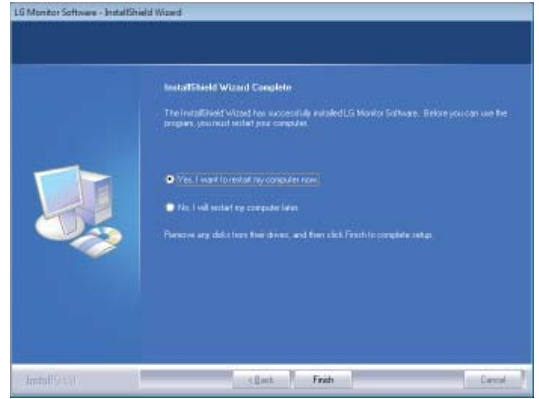 LG Monitor Software - InstallShield Wizard
InstallShield Wizard Complete
The InstallShield Wizard has successfully installed LG Monitor Software. Before you can use the
program, you must restart your computer.
Yes, I want to restart my computer now.
No, I will restart my computer later.
Remove any disks from their drives, and then click Finish to complete setup.
InstallShield
< Back
Finish
Cancel